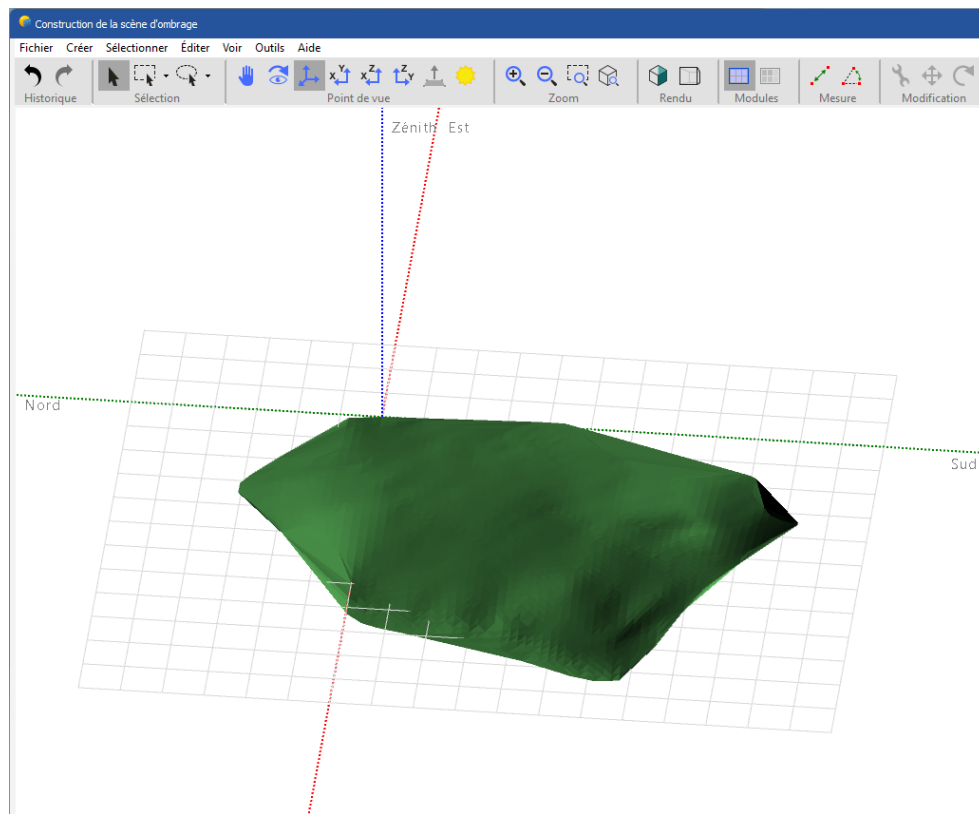 Construction de la scène d'ombrage
Fichier Créer Sélectionner Éditer Voir Outils Aide
X Y Z X Z Y
Historique Sélection Point de vue Zoom Rendu Modules Mesure Modification
Zénith Est
Nord
Sud